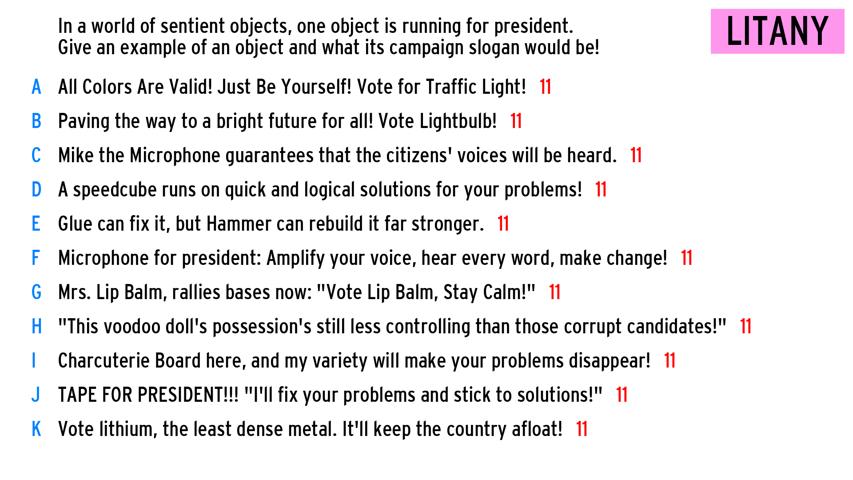 In a world of sentient objects, one object is running for president.
Give an example of an object and what its campaign slogan would be!
LITANY
A All Colors Are Valid! Just Be Yourself! Vote for Traffic Light! 11
B Paving the way to a bright future for all! Vote Lightbulb! 11
C Mike the Microphone guarantees that the citizens' voices will be heard. 11
D A speedcube runs on quick and logical solutions for your problems! 11
E Glue can fix it, but Hammer can rebuild it far stronger. 11
F Microphone for president: Amplify your voice, hear every word, make change! 11
G Mrs. Lip Balm, rallies bases now: "Vote Lip Balm, Stay Calm!" 11
H "This voodoo doll's possession's still less controlling than those corrupt candidates!" 11
I Charcuterie Board here, and my variety will make your problems disappear! 11
J TAPE FOR PRESIDENT!!! "I'll fix your problems and stick to solutions!" 11
K Vote lithium, the least dense metal. It'll keep the country afloat! 11